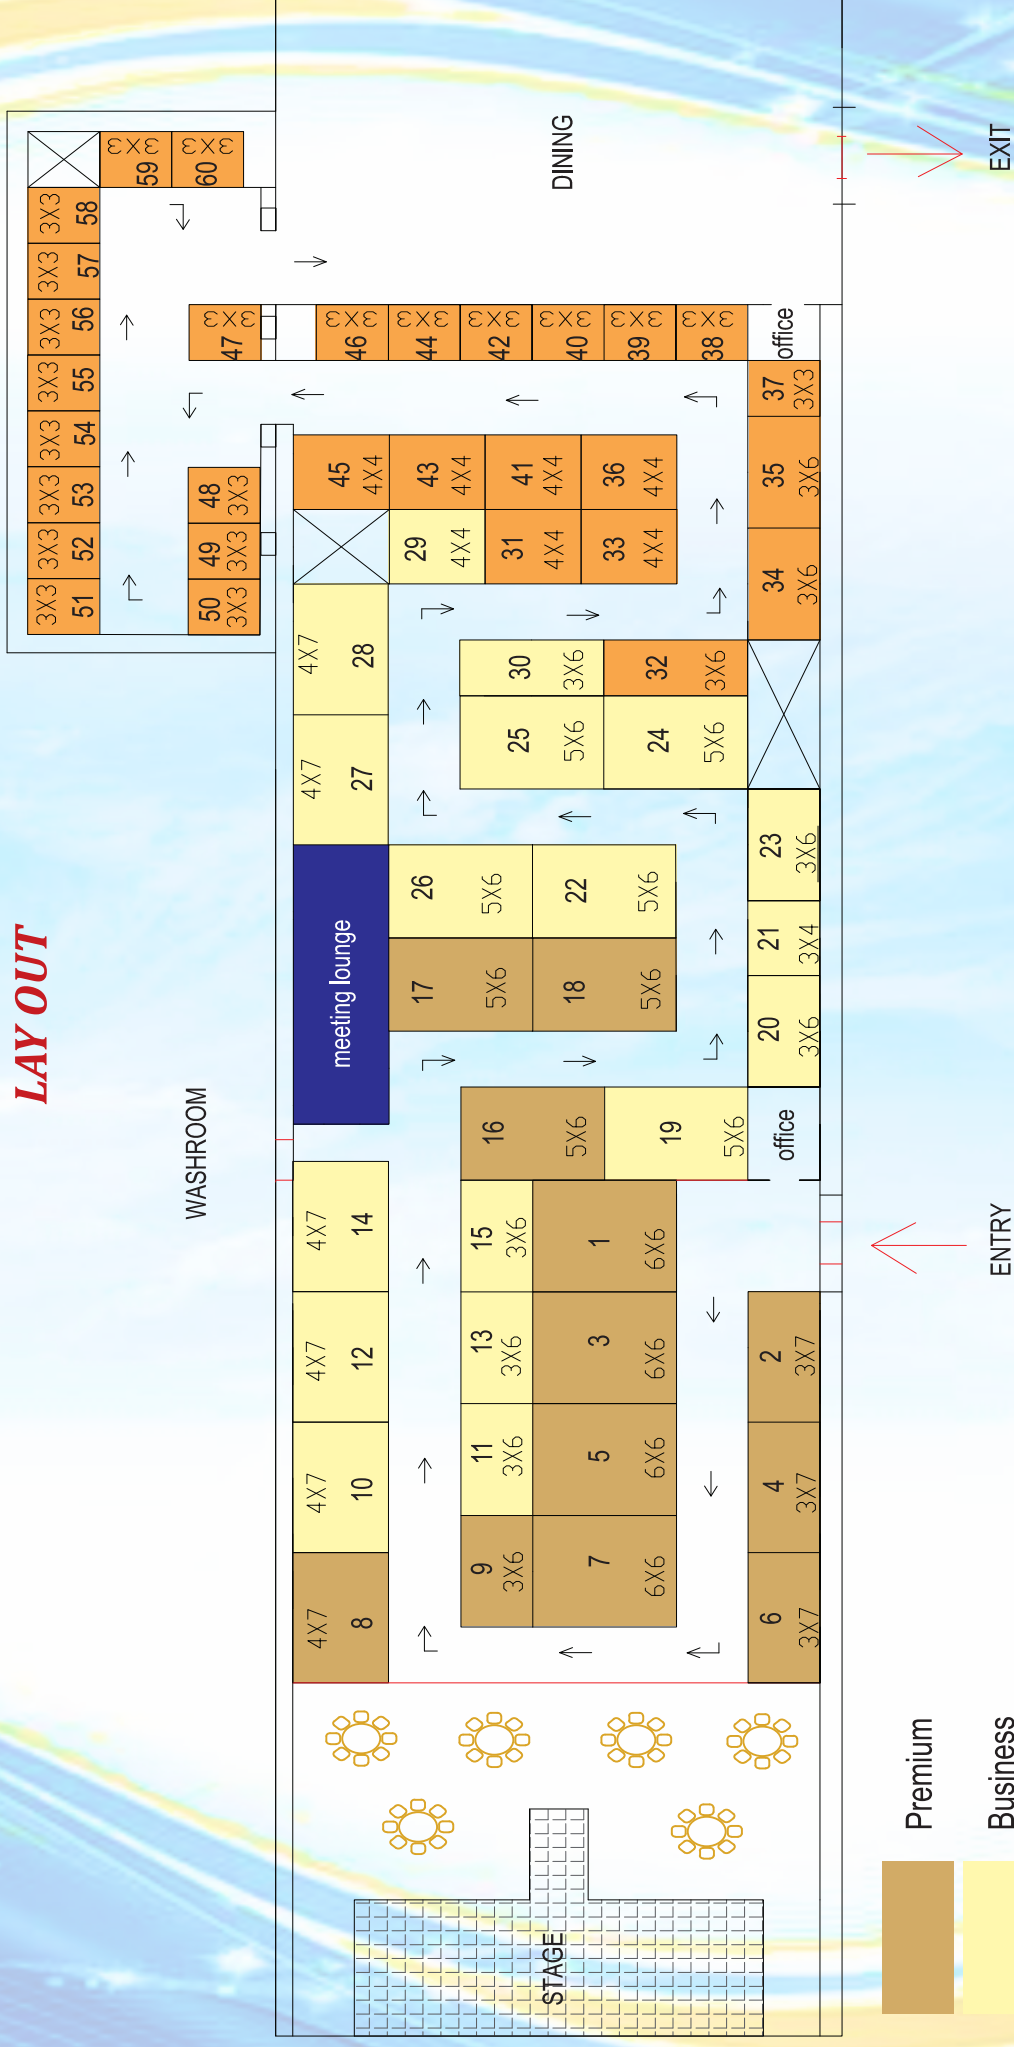 LAY OUT
WASHROOM
DINING
EXIT
ENTRY
STAGE
meeting lounge
office
office
1
6X6
2
3X7
3
6X6
4
3X7
5
6X6
6
3X7
7
6X6
4X7
8
9
3X6
4X7
10
11
3X6
4X7
12
13
3X6
4X7
14
15
3X6
16
5X6
17
5X6
18
5X6
19
5X6
20
3X6
21
3X4
22
5X6
23
3X6
24
5X6
25
5X6
26
5X6
4X7
27
4X7
28
29
4X4
30
3X6
31
4X4
32
3X6
33
4X4
34
3X6
35
3X6
36
4X4
37
3X3
38
3X3
39
3X3
40
3X3
41
4X4
42
3X3
43
4X4
44
3X3
45
4X4
46
3X3
47
3X3
48
3X3
49
3X3
50
3X3
3X3
51
3X3
52
3X3
53
3X3
54
3X3
55
3X3
56
3X3
57
3X3
58
3X3
59
3X3
60
Premium
Business